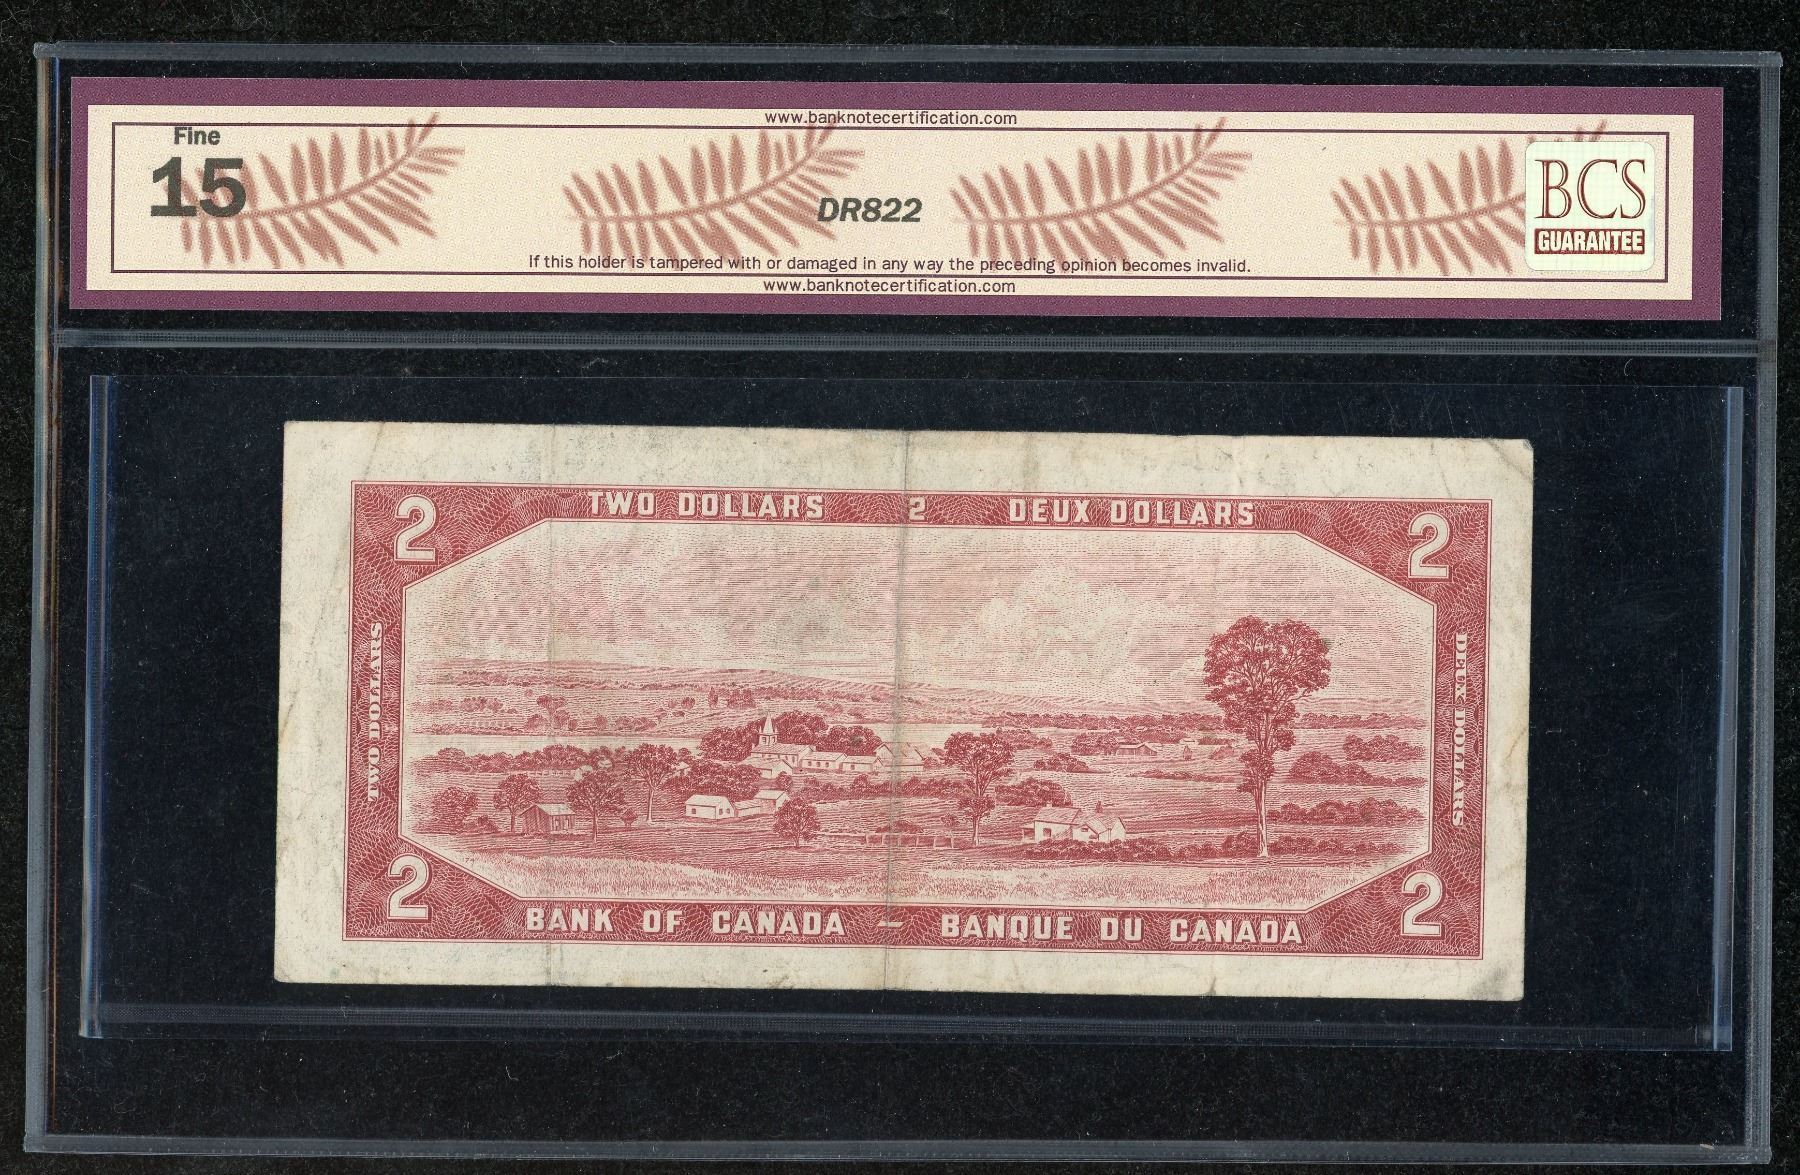 www.banknotecertification.com
Fine
15
DR822
BCS
GUARANTEE
If this holder is tampered with or damaged in any way the preceding opinion becomes invalid.
www.banknotecertification.com
2 TWO DOLLARS 2 DEUX DOLLARS 2
TWO DOLLARS
DEUX DOLLARS
2 BANK OF CANADA – BANQUE DU CANADA 2